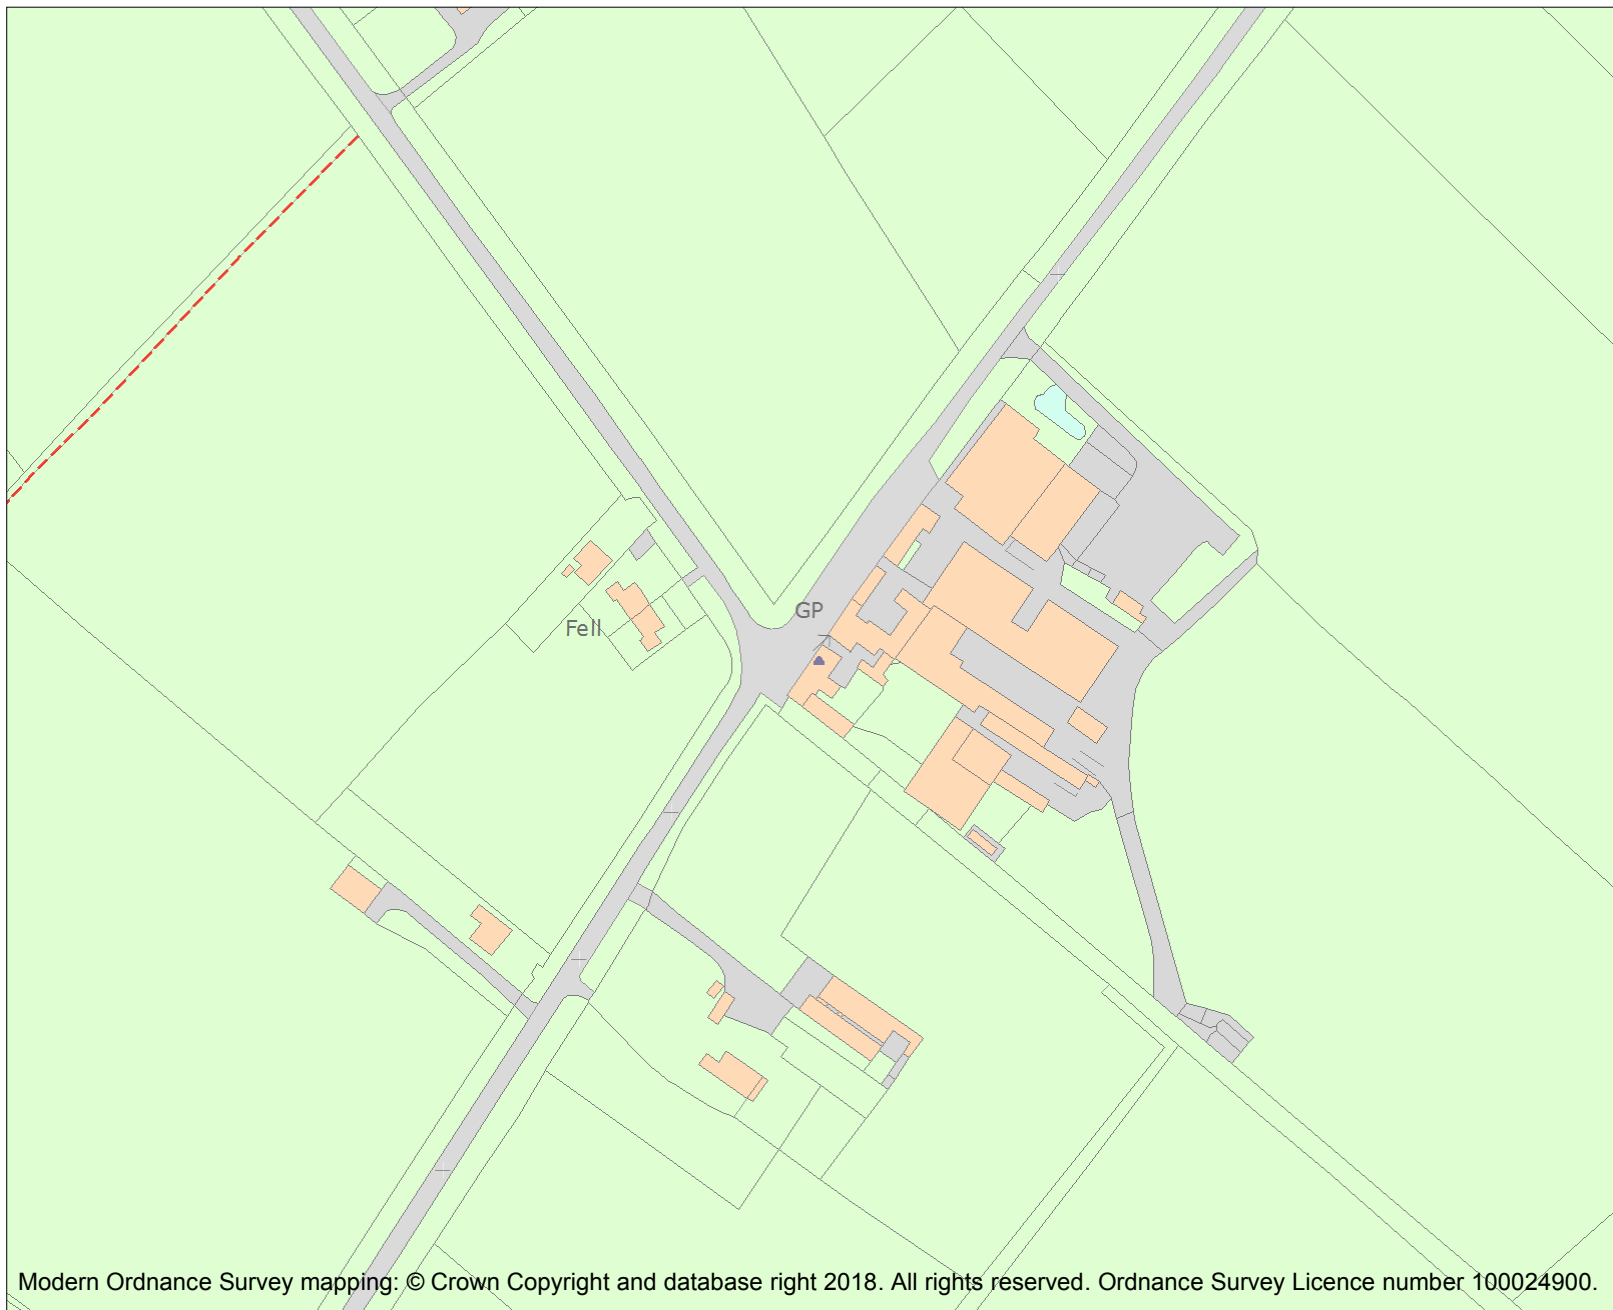 GP
Fell
Modern Ordnance Survey mapping: © Crown Copyright and database right 2018. All rights reserved. Ordnance Survey Licence number 100024900.